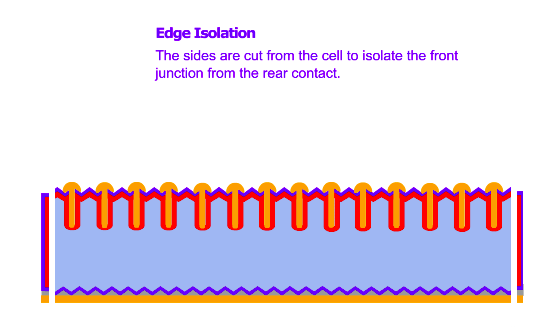 Edge Isolation
The sides are cut from the cell to isolate the front
junction from the rear contact.